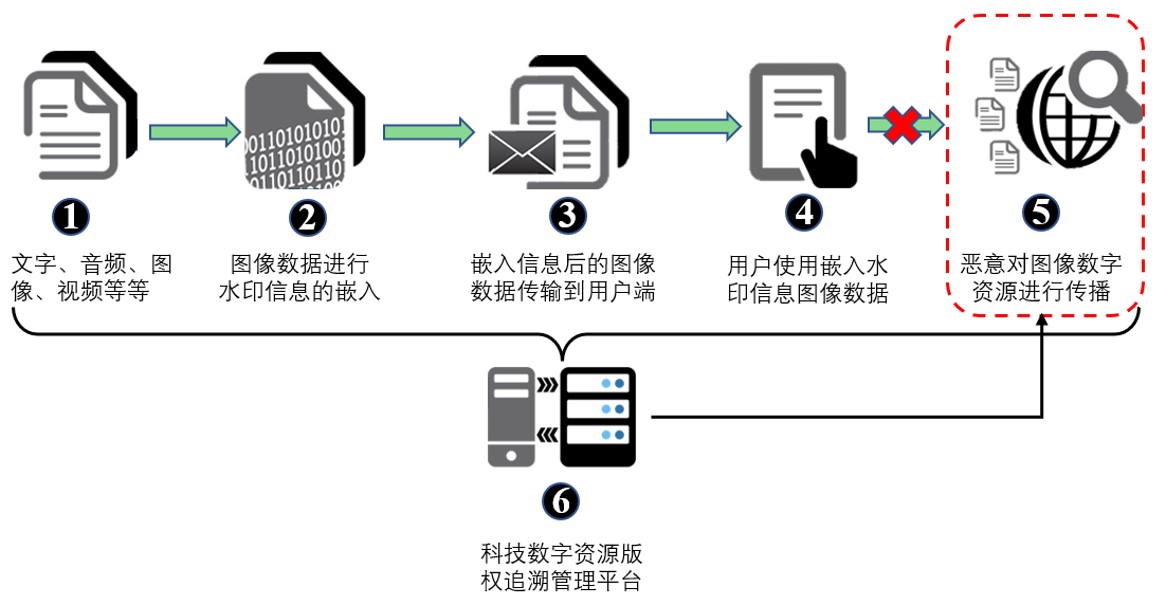 00110101010
11011010100
01101101101
1
2
3
4
5
文字、音频、图
像、视频等等
图像数据进行
水印信息的嵌入
嵌入信息后的图像
数据传输到用户端
用户使用嵌入水
印信息图像数据
恶意对图像数字
资源进行传播
6
科技数字资源版
权追溯管理平台